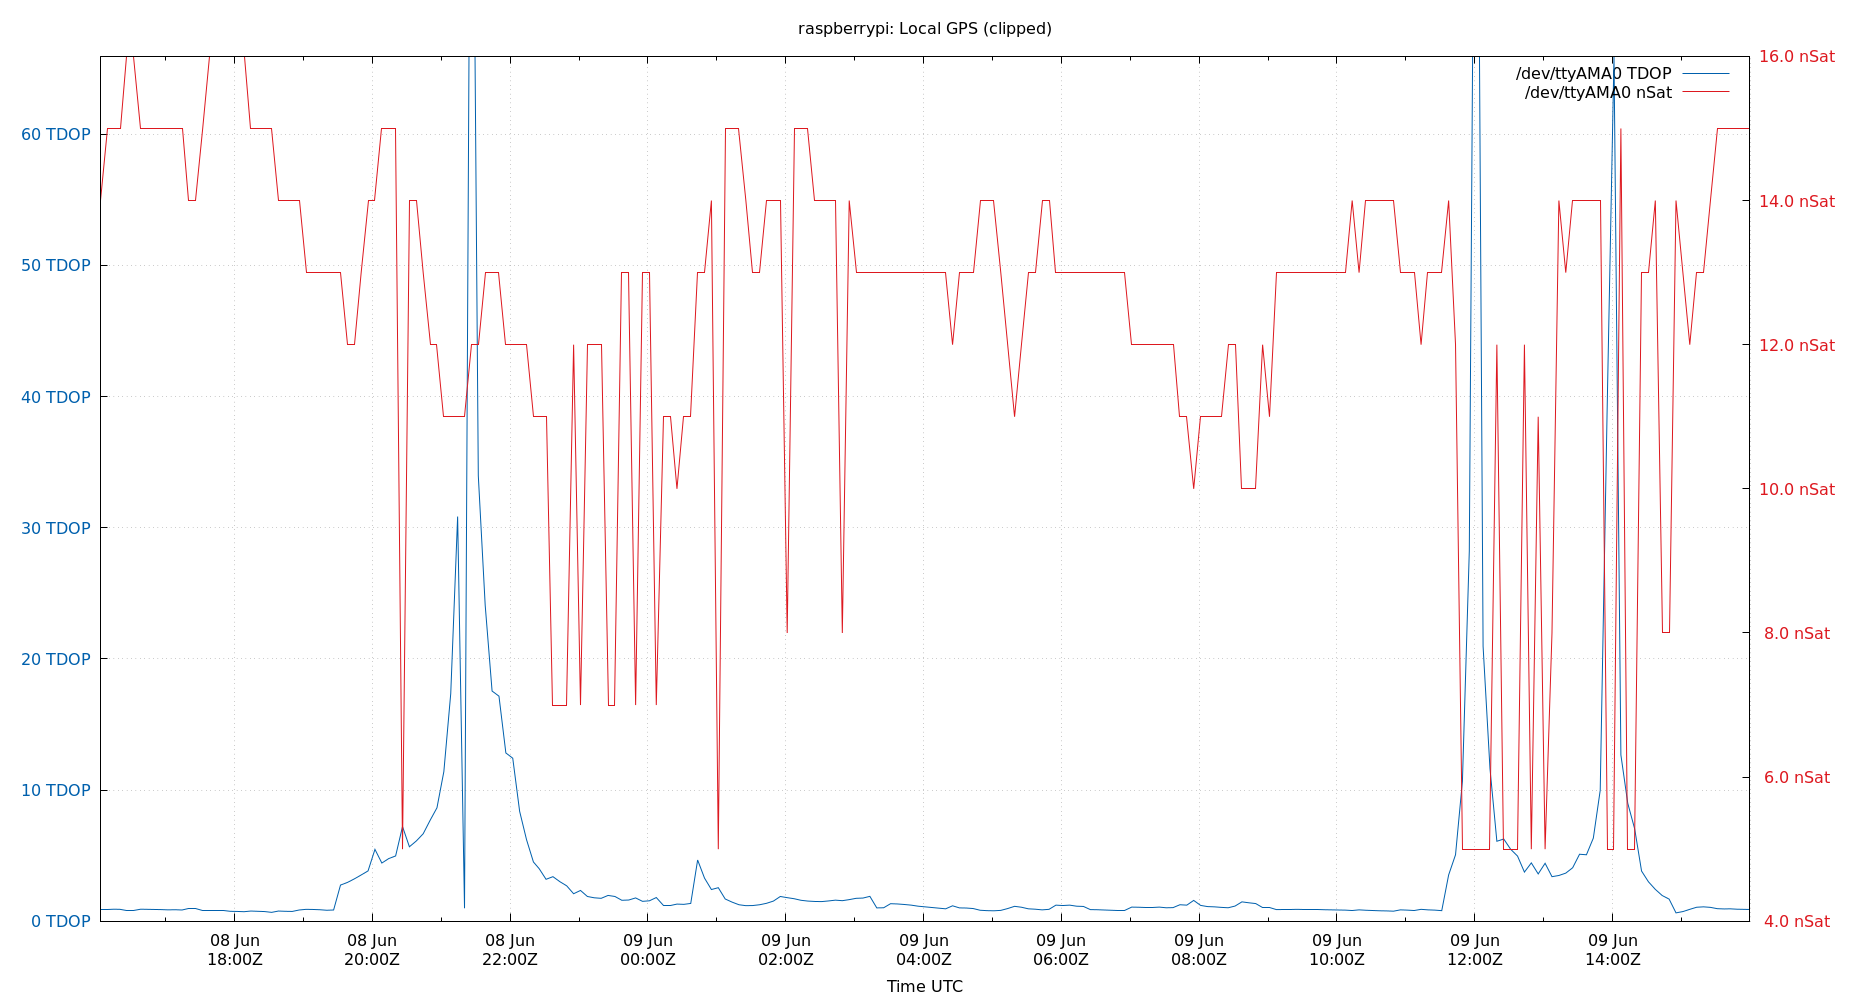 raspberrypi: Local GPS (clipped)
/dev/ttyAMA0 TDOP
/dev/ttyAMA0 nSat
60 TDOP
50 TDOP
40 TDOP
30 TDOP
20 TDOP
10 TDOP
0 TDOP
16.0 nSat
14.0 nSat
12.0 nSat
10.0 nSat
8.0 nSat
6.0 nSat
4.0 nSat
08 Jun
18:00Z
08 Jun
20:00Z
08 Jun
22:00Z
09 Jun
00:00Z
09 Jun
02:00Z
09 Jun
04:00Z
09 Jun
06:00Z
09 Jun
08:00Z
09 Jun
10:00Z
09 Jun
12:00Z
09 Jun
14:00Z
Time UTC